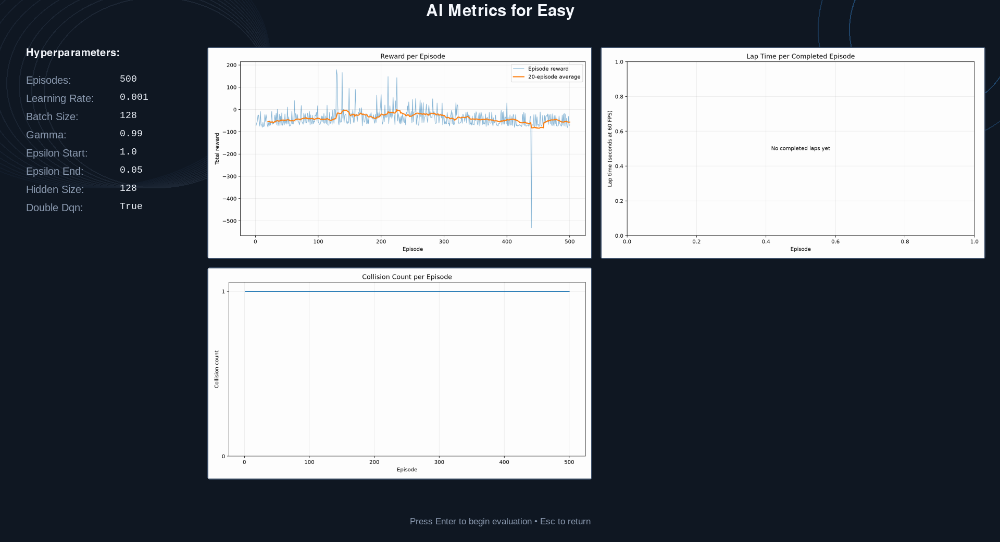 AI Metrics for Easy
Hyperparameters:
Episodes: 500
Learning Rate: 0.001
Batch Size: 128
Gamma: 0.99
Epsilon Start: 1.0
Epsilon End: 0.05
Hidden Size: 128
Double Dqn: True
Reward per Episode
Episode reward
20-episode average
Total reward
200
100
0
−100
−200
−300
−400
−500
0 100 200 300 400 500
Episode
Lap Time per Completed Episode
Lap time (seconds at 60 FPS)
1.0
0.8
0.6
0.4
0.2
0.0
No completed laps yet
0.0 0.2 0.4 0.6 0.8 1.0
Episode
Collision Count per Episode
Collision count
1
0
0 100 200 300 400 500
Episode
Press Enter to begin evaluation • Esc to return